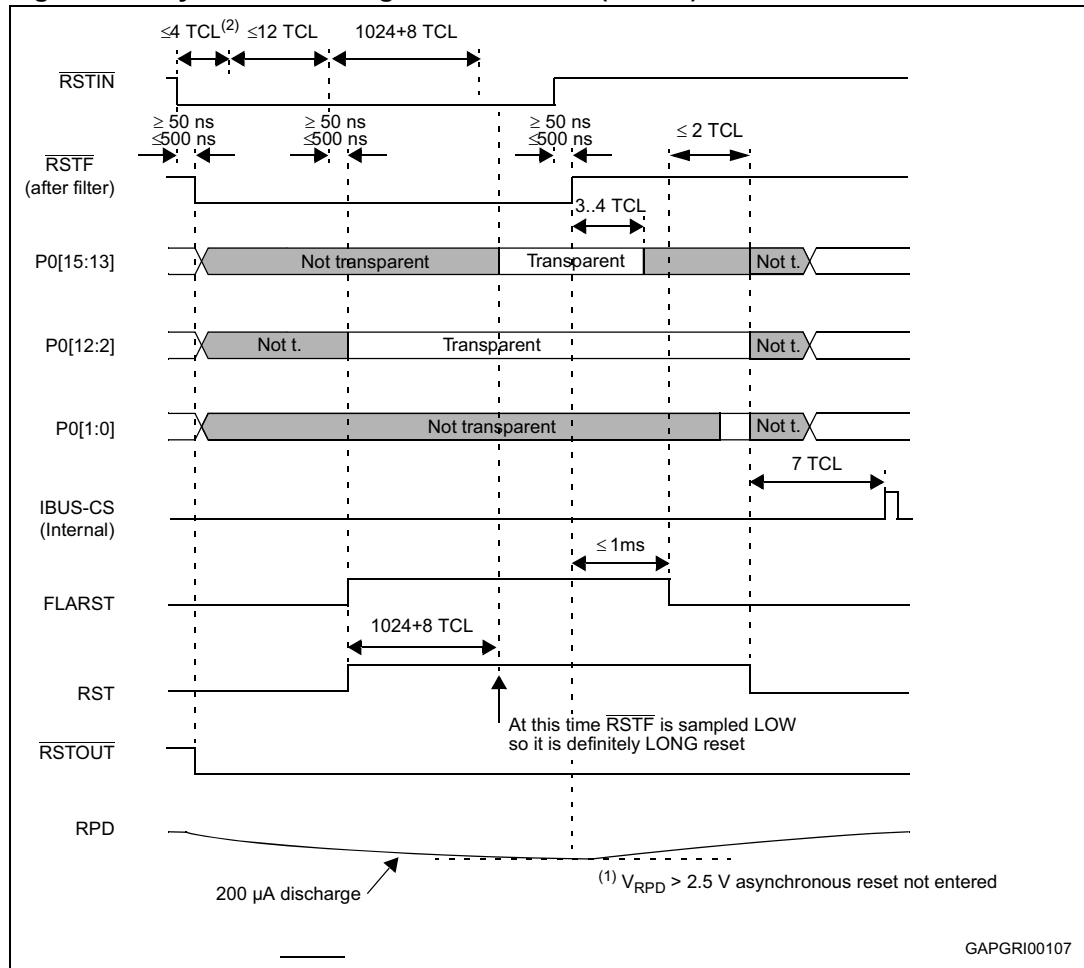 ≤4 TCL(2) ≤12 TCL 1024+8 TCL
RSTIN
≥ 50 ns ≥ 50 ns ≥ 50 ns
≤500 ns ≤500 ns ≤500 ns
≤ 2 TCL
RSTF
(after filter)
3..4 TCL
P0[15:13] Not transparent Transparent Not t.
P0[12:2] Not t. Transparent Not t.
P0[1:0] Not transparent Not t.
7 TCL
IBUS-CS
(Internal)
≤ 1ms
FLARST
1024+8 TCL
RST
At this time RSTF is sampled LOW
so it is definitely LONG reset
RSTOUT
RPD
200 µA discharge
(1) VRPD > 2.5 V asynchronous reset not entered
GAPGRI00107